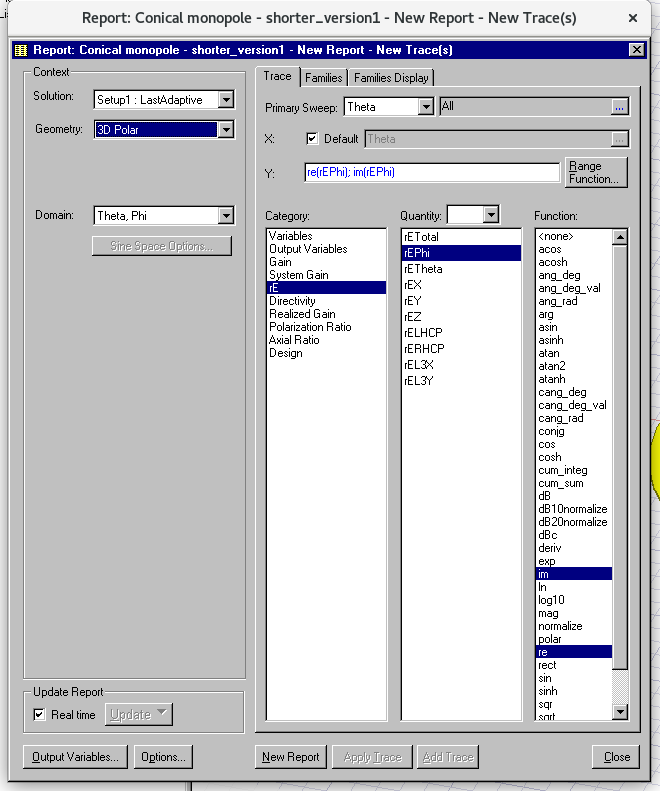 Report: Conical monopole - shorter_version1 - New Report - New Trace(s)
Report: Conical monopole - shorter_version1 - New Report - New Trace(s)
Context
Solution: Setup1 : LastAdaptive
Geometry: 3D Polar
Domain: Theta, Phi
Sine Space Options...
Update Report
Real time Update
Output Variables... Options...
Trace Families Families Display
Primary Sweep: Theta All ...
X: Default Theta ...
Y: re(rEPhi); im(rEPhi) Range Function...
Category:
Variables
Output Variables
Gain
System Gain
rE
Directivity
Realized Gain
Polarization Ratio
Axial Ratio
Design
Quantity:
rETotal
rEPhi
rETheta
rEX
rEY
rEZ
rELHCP
rERHCP
rEL3X
rEL3Y
Function:
<none>
acos
acosh
ang_deg
ang_deg_val
ang_rad
arg
asin
asinh
atan
atan2
atanh
cang_deg
cang_deg_val
cang_rad
conjg
cos
cosh
cum_integ
cum_sum
dB
dB10normalize
dB20normalize
dBc
deriv
exp
im
ln
log10
mag
normalize
polar
re
rect
sin
sinh
sqr
sqrt
New Report Apply Trace Add Trace Close